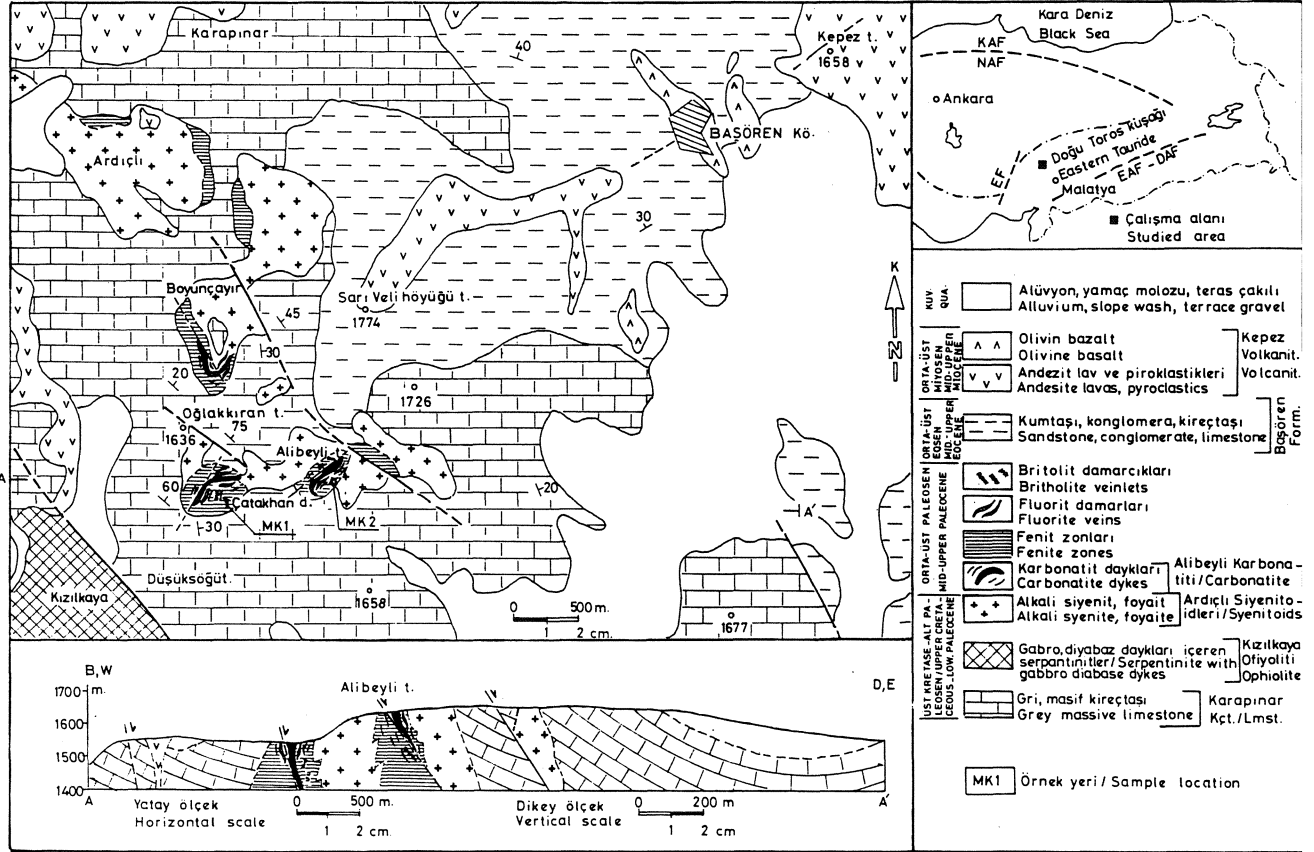 Karapınar
40
Kepez t.
1658
BAŞÖREN Kö.
Ardıçlı
30
Boyunçayır
45
Sarı Veli höyüğü t.
1774
30
20
1726
Oğlakkıran t.
75
1636
Alibeyli t.
A
60
Çatakhan d.
30
MK1
MK2
20
A'
Düşüksöğüt.
Kızılkaya
1658
0 500 m.
2 cm.
1677
K
N
Kara Deniz
Black Sea
KAF
NAF
Ankara
Doğu Toros kuşağı
Eastern Tauride
Malatya
EF
EAF - DAF
Çalışma alanı
Studied area
KUV.
QUA.
Alüvyon, yamaç molozu, teras çakılı
Alluvium, slope wash, terrace gravel
ORTA-ÜST
MİYOSEN
MID-UPPER
MIOCENE
Olivin bazalt
Olivine basalt
Andezit lav ve piroklastikleri
Andesite lavas, pyroclastics
Kepez
Volkanit.
Volcanit.
ORTA-ÜST
EOSEN
MID.-UPPER
EOCENE
Kumtaşı, konglomera, kireçtaşı
Sandstone, conglomerate, limestone
Başören
Form.
ORTA-ÜST PALEOSEN
MID-UPPER PALEOCENE
Britolit damarcıkları
Britholite veinlets
Fluorit damarları
Fluorite veins
Fenit zonları
Fenite zones
Karbonatit daykları
Carbonatite dykes
Alibeyli Karbona-
titi/Carbonatite
ÜST KRETASE-ALT PA-
LEOSEN/UPPER CRETA-
CEOUS-LOW. PALEOCENE
Alkali siyenit, foyait
Alkali syenite, foyaite
Ardıçlı Siyenito-
idleri/Syenitoids
Gabro, diyabaz daykları içeren
serpantinitler/Serpentinite with
gabbro diabase dykes
Kızılkaya
Ofiyoliti
Ophiolite
Gri, masif kireçtaşı
Grey massive limestone
Karapınar
Kçt./Lmst.
MK1
Örnek yeri / Sample location
B,W
D,E
1700
m.
1600
1500
1400
Alibeyli t.
A
A'
Yatay ölçek
Horizontal scale
0 500 m.
1 2 cm.
Dikey ölçek
Vertical scale
0 200 m.
1 2 cm.